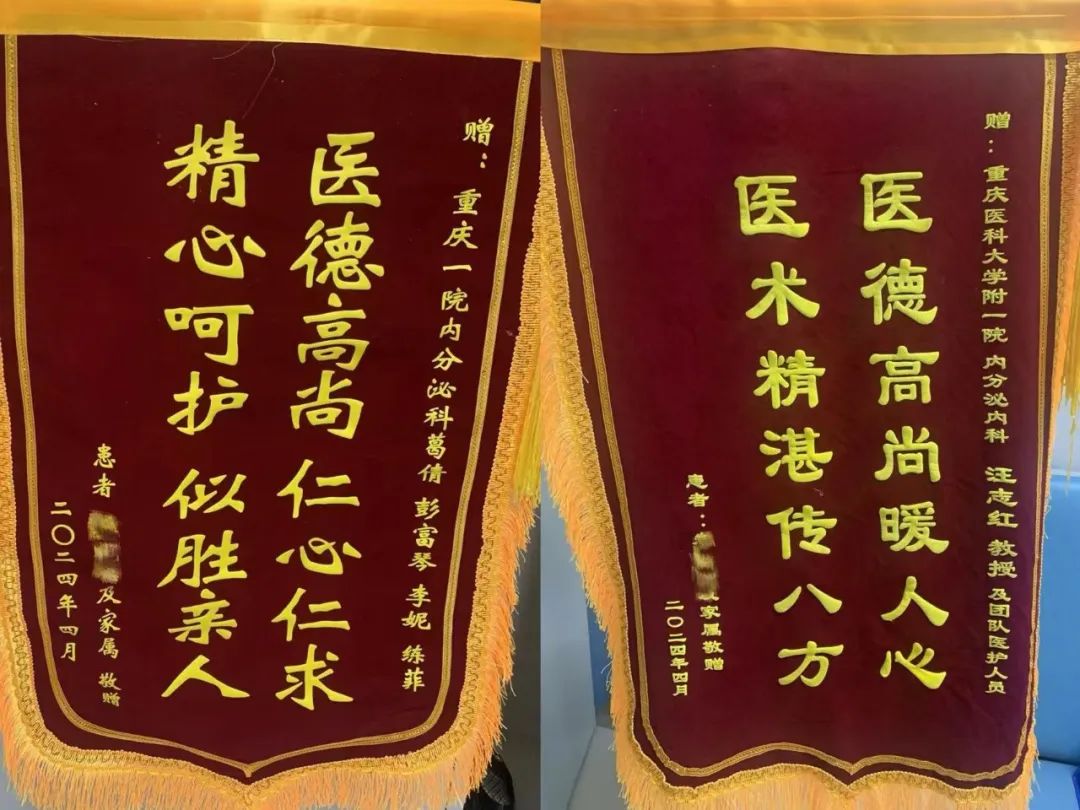 赠：重庆一院内分泌科葛倩 彭富琴 李妮 练菲
医德高尚 仁心仁求
精心呵护 似胜亲人
患者 及家属 敬赠
二〇二四年四月
赠：重庆医科大学附一院 内分泌内科 汪志红 教授 及团队医护人员
医德高尚暖人心
医术精湛传八方
患者： 家属敬赠
二〇二四年四月